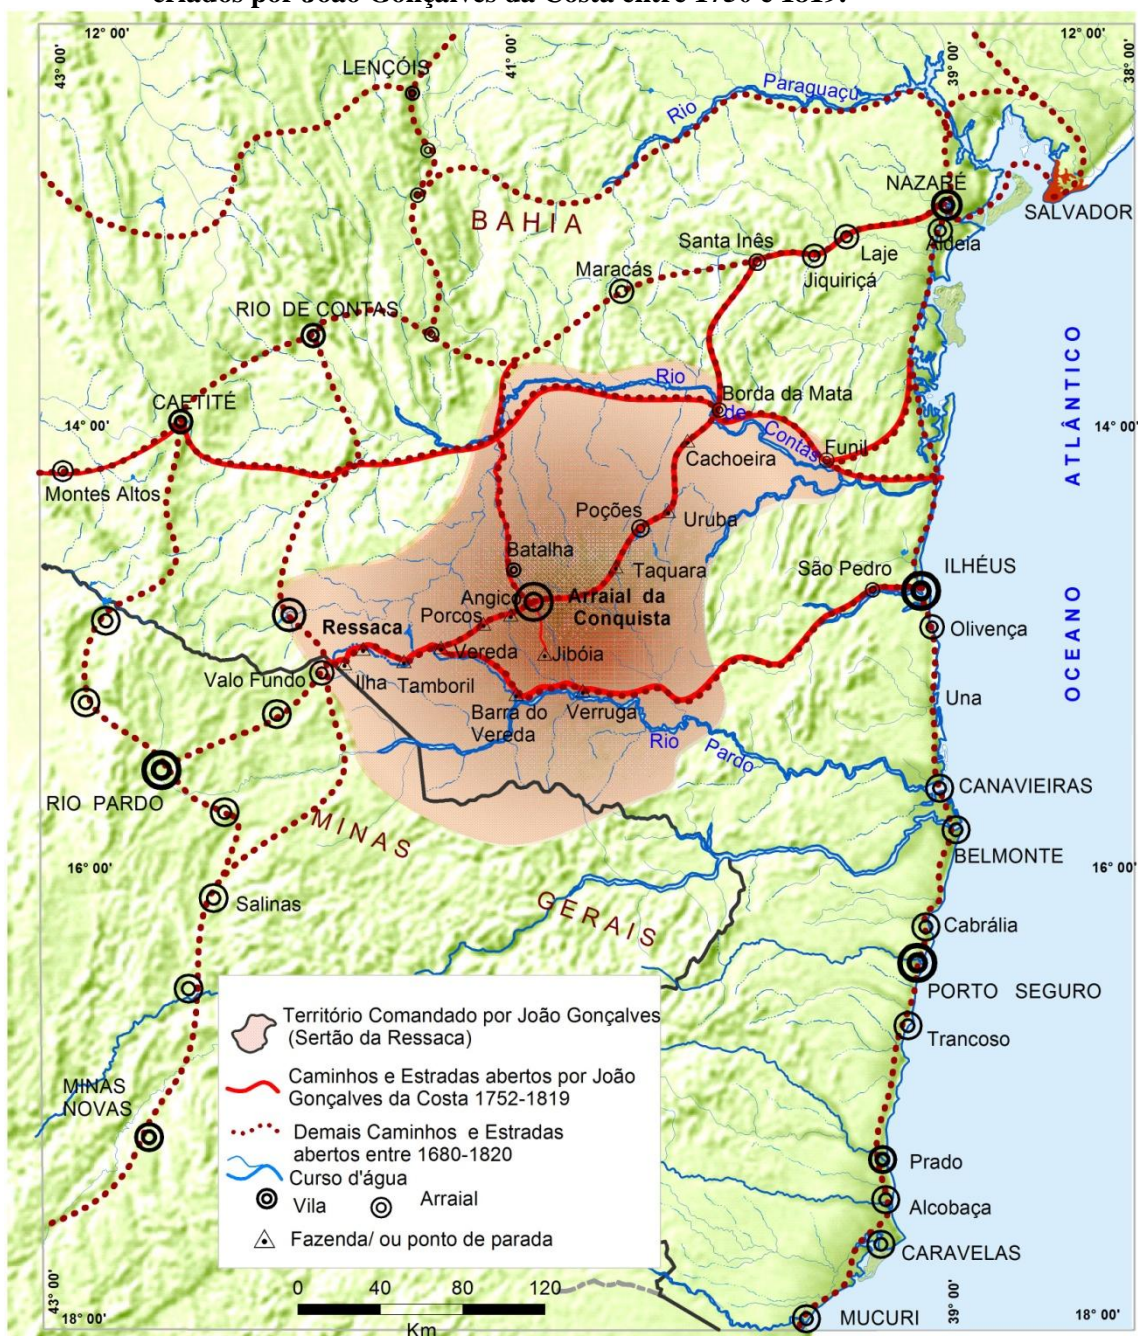 criados por João Gonçalves da Costa entre 1750 e 1819.
12° 00'
12° 00'
43° 00'
41° 00'
39° 00'
38° 00'
LENÇÓIS
Rio
Paraguaçu
NAZARÉ
SALVADOR
BAHIA
Aldeia
Santa Inês
Laje
Maracás
Jiquiriçá
RIO DE CONTAS
Rio
Borda da Mata
de
Contas
CAETITÉ
14° 00'
14° 00'
Funil
Cachoeira
Montes Altos
Poções
Uruba
OCEANO ATLÂNTICO
Batalha
Taquara
São Pedro
ILHÉUS
Angico
Arraial da
Conquista
Porcos
Olivença
Ressaca
Vereda
Jibóia
Valo Fundo
Ilha
Tamboril
Una
Barra do
Vereda
Verruga
Rio
Pardo
RIO PARDO
CANAVIEIRAS
MINAS
BELMONTE
16° 00'
16° 00'
Salinas
GERAIS
Cabrália
PORTO SEGURO
Trancoso
Território Comandado por João Gonçalves
(Sertão da Ressaca)
Caminhos e Estradas abertos por João
Gonçalves da Costa 1752-1819
MINAS
NOVAS
Demais Caminhos e Estradas
abertos entre 1680-1820
Curso d'água
Vila
Arraial
Fazenda/ ou ponto de parada
Prado
Alcobaça
CARAVELAS
0 40 80 120
Km
43° 00'
18° 00'
MUCURI
39° 00'
18° 00'